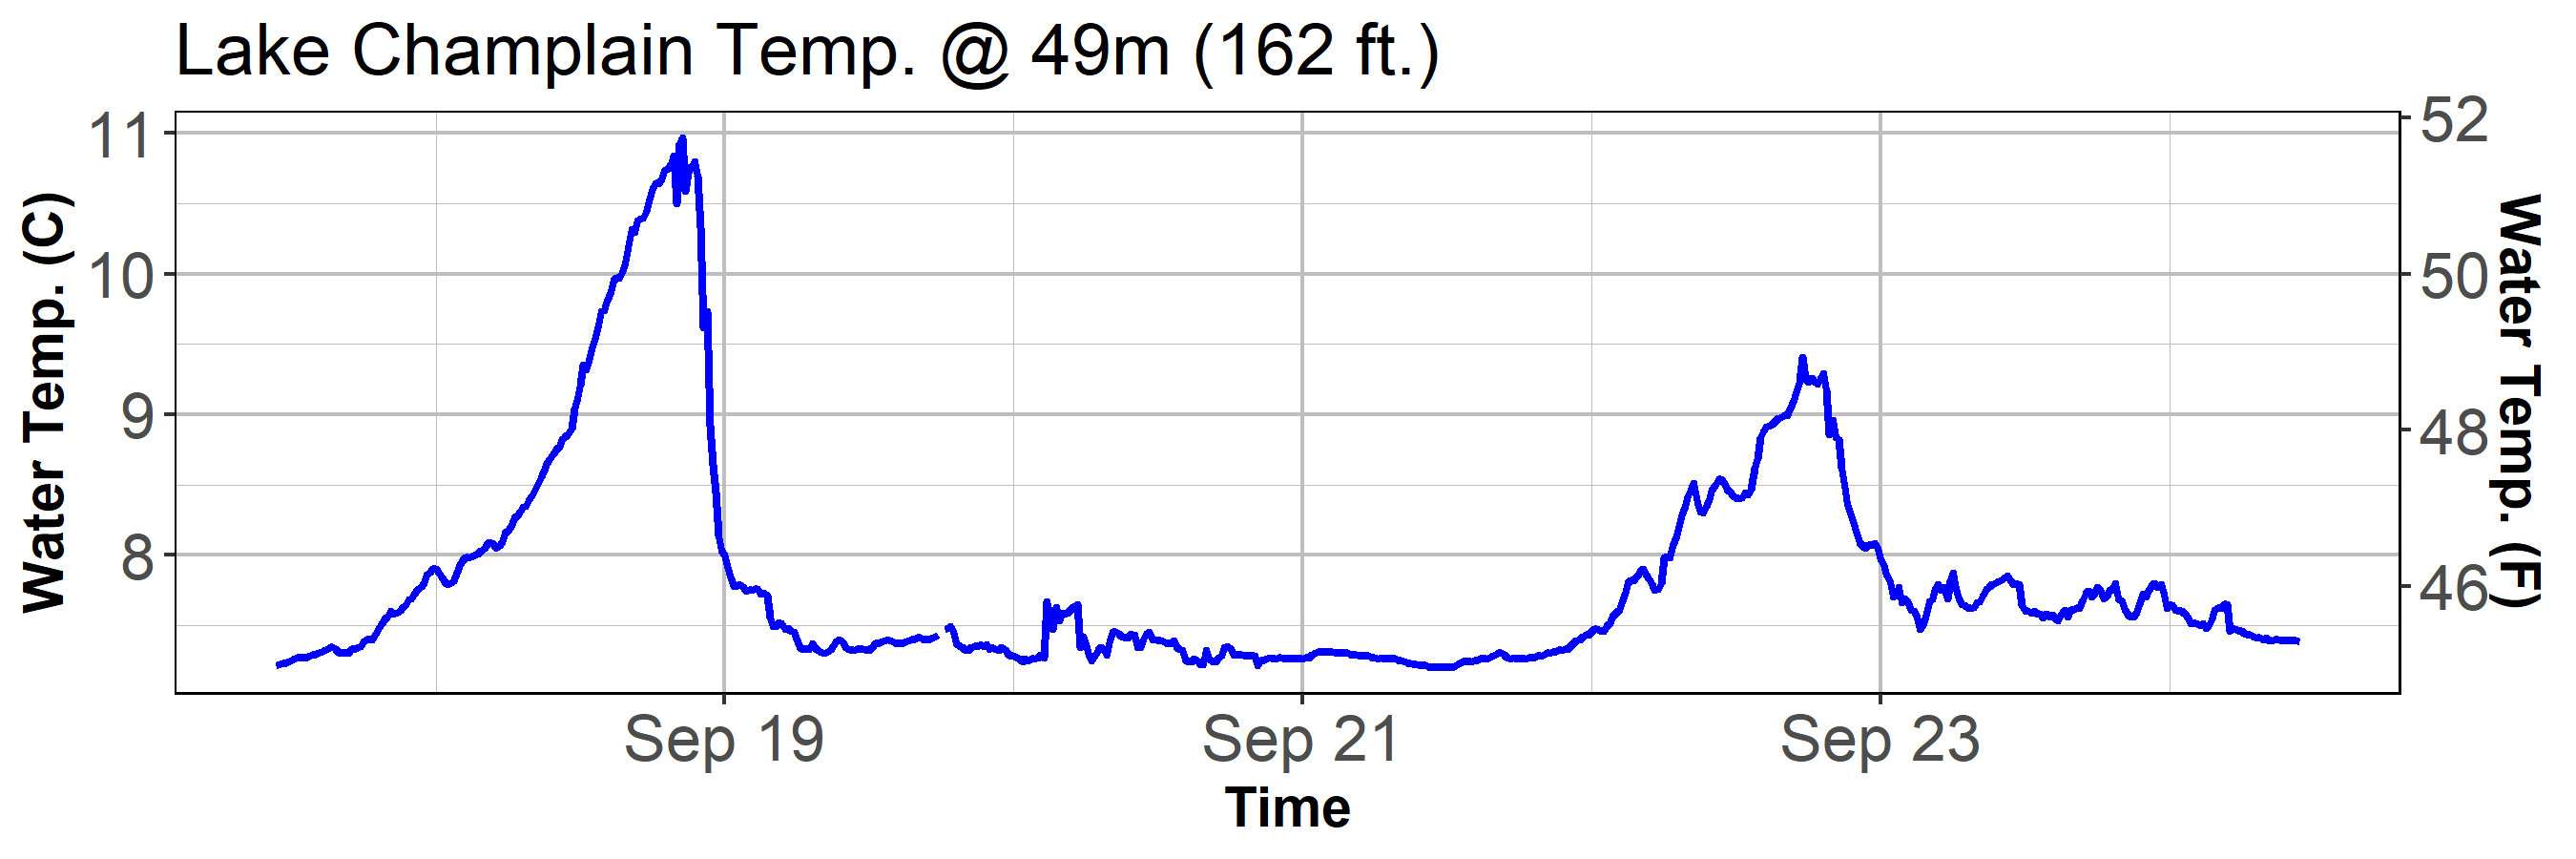 Lake Champlain Temp. @ 49m (162 ft.)
Water Temp. (C)
11
10
9
8
52
50
48
46
Water Temp. (F)
Sep 19
Sep 21
Sep 23
Time